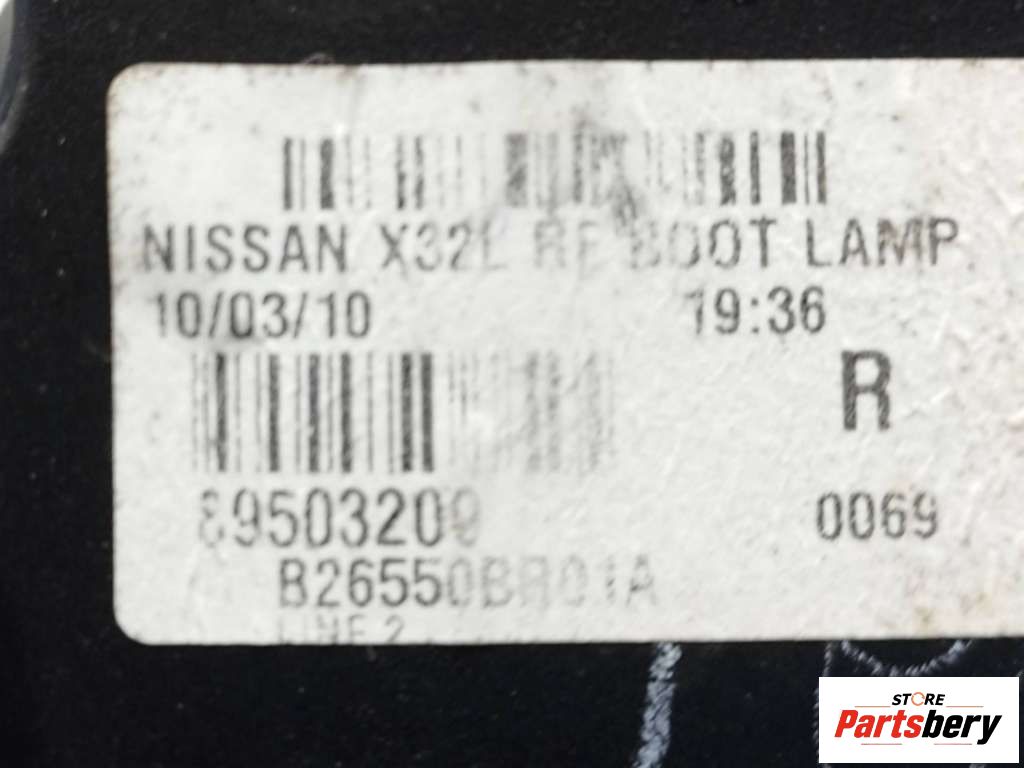 NISSAN X32L RF BOOT LAMP
10/03/10 19:36
R
89503209 0069
B26550BR01A
LINE 2
STORE
Partsbery